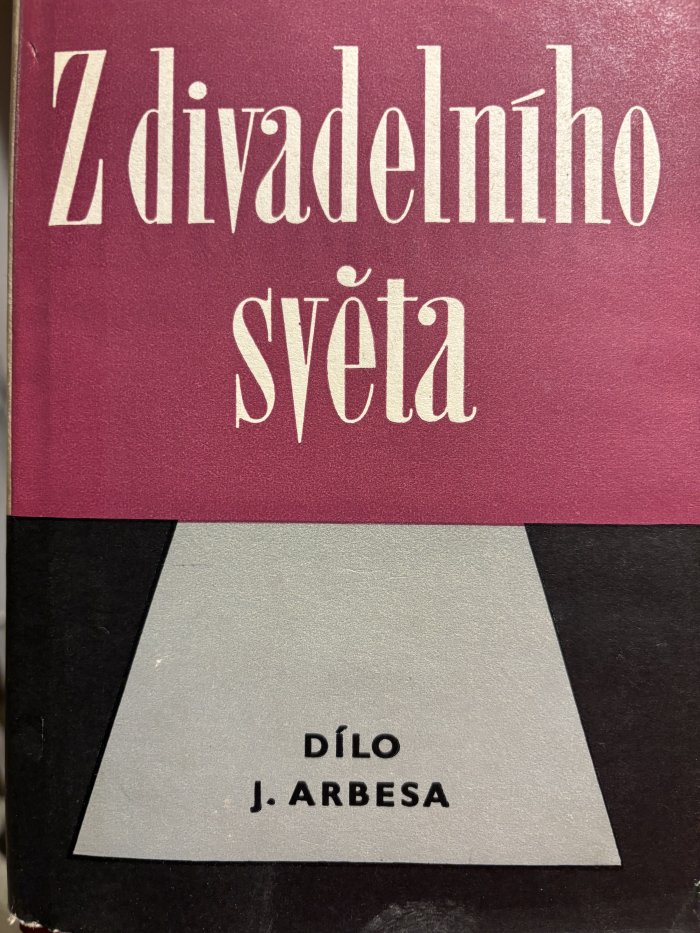 Z divadelního
světa
DÍLO
J. ARBESA